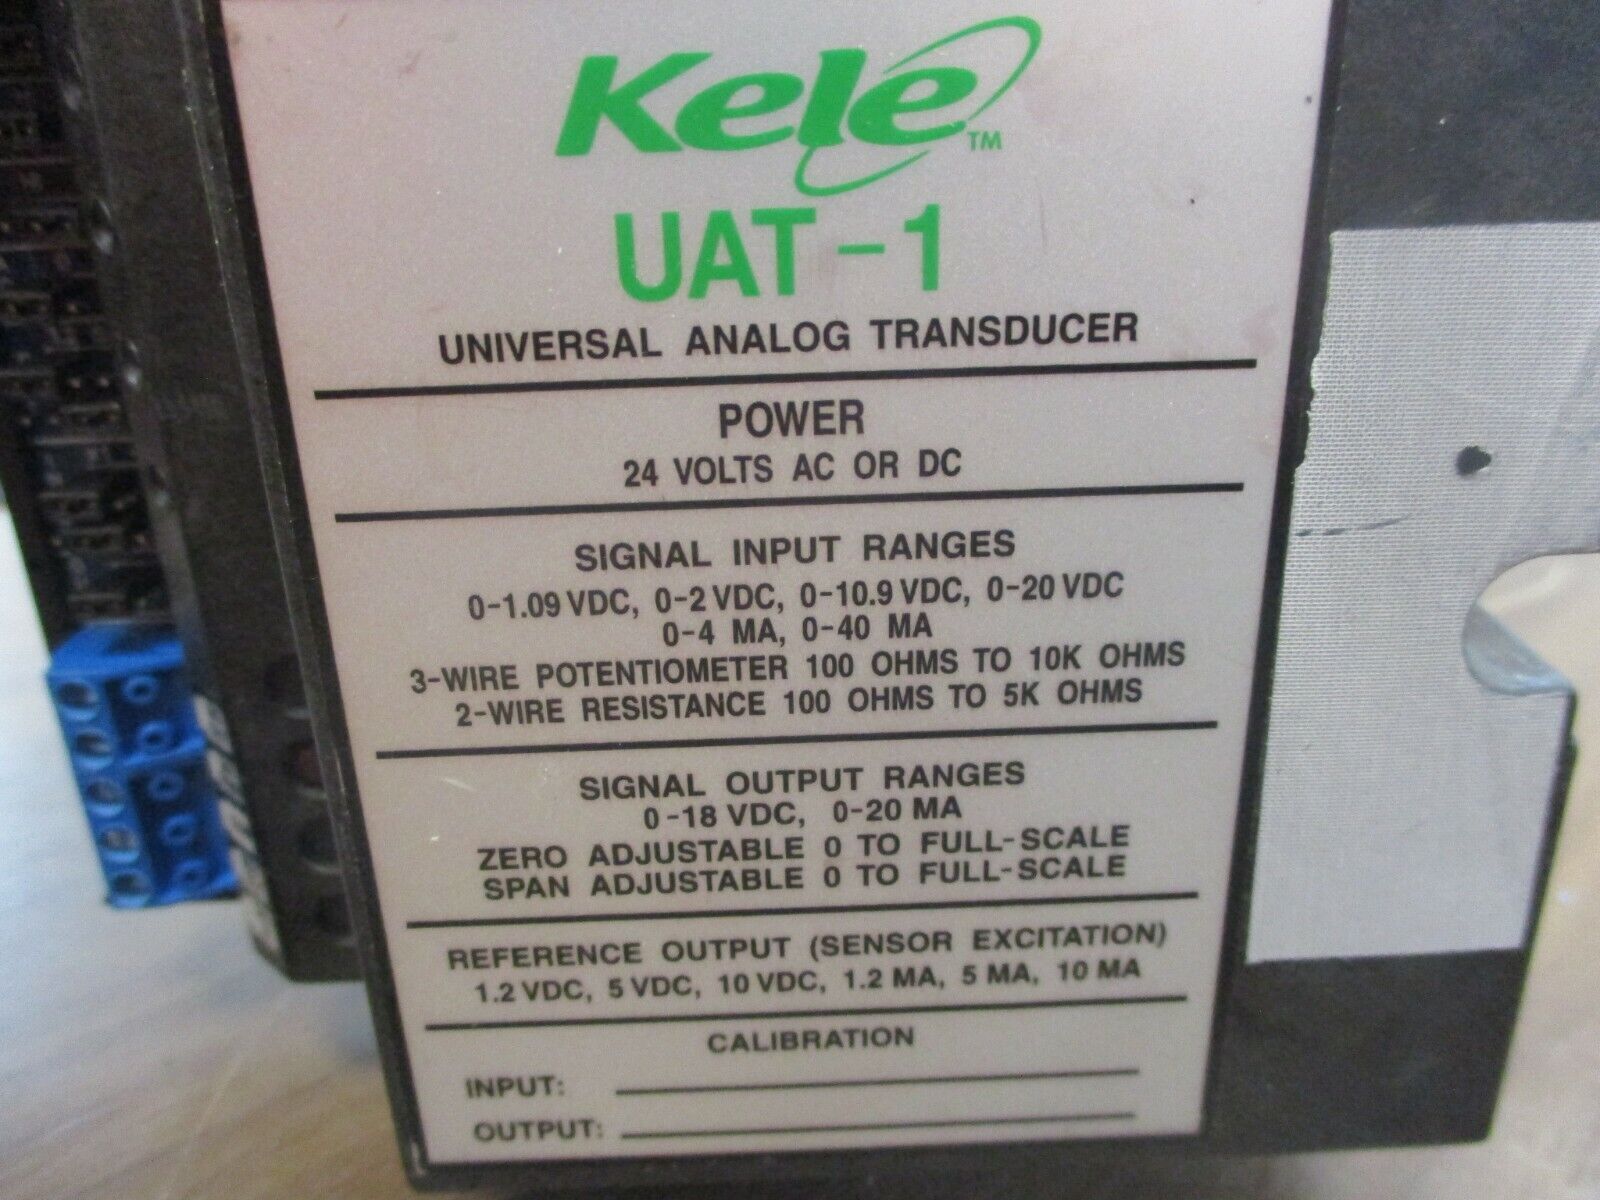 Kele™
UAT-1
UNIVERSAL ANALOG TRANSDUCER
POWER
24 VOLTS AC OR DC
SIGNAL INPUT RANGES
0-1.09 VDC, 0-2 VDC, 0-10.9 VDC, 0-20 VDC
0-4 MA, 0-40 MA
3-WIRE POTENTIOMETER 100 OHMS TO 10K OHMS
2-WIRE RESISTANCE 100 OHMS TO 5K OHMS
SIGNAL OUTPUT RANGES
0-18 VDC, 0-20 MA
ZERO ADJUSTABLE 0 TO FULL-SCALE
SPAN ADJUSTABLE 0 TO FULL-SCALE
REFERENCE OUTPUT (SENSOR EXCITATION)
1.2 VDC, 5 VDC, 10 VDC, 1.2 MA, 5 MA, 10 MA
CALIBRATION
INPUT:
OUTPUT: